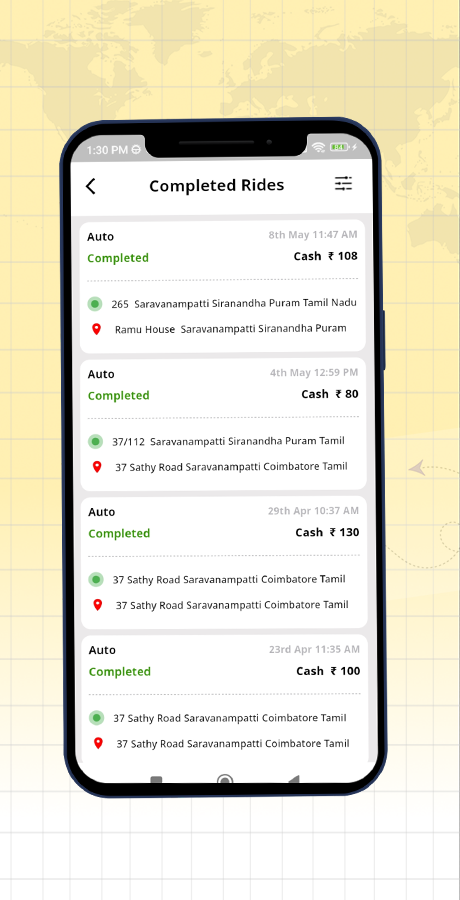 1:30 PM
84
Completed Rides
Auto 8th May 11:47 AM
Completed Cash ₹ 108
265 Saravanampatti Siranandha Puram Tamil Nadu
Ramu House Saravanampatti Siranandha Puram
Auto 4th May 12:59 PM
Completed Cash ₹ 80
37/112 Saravanampatti Siranandha Puram Tamil
37 Sathy Road Saravanampatti Coimbatore Tamil
Auto 29th Apr 10:37 AM
Completed Cash ₹ 130
37 Sathy Road Saravanampatti Coimbatore Tamil
37 Sathy Road Saravanampatti Coimbatore Tamil
Auto 23rd Apr 11:35 AM
Completed Cash ₹ 100
37 Sathy Road Saravanampatti Coimbatore Tamil
37 Sathy Road Saravanampatti Coimbatore Tamil